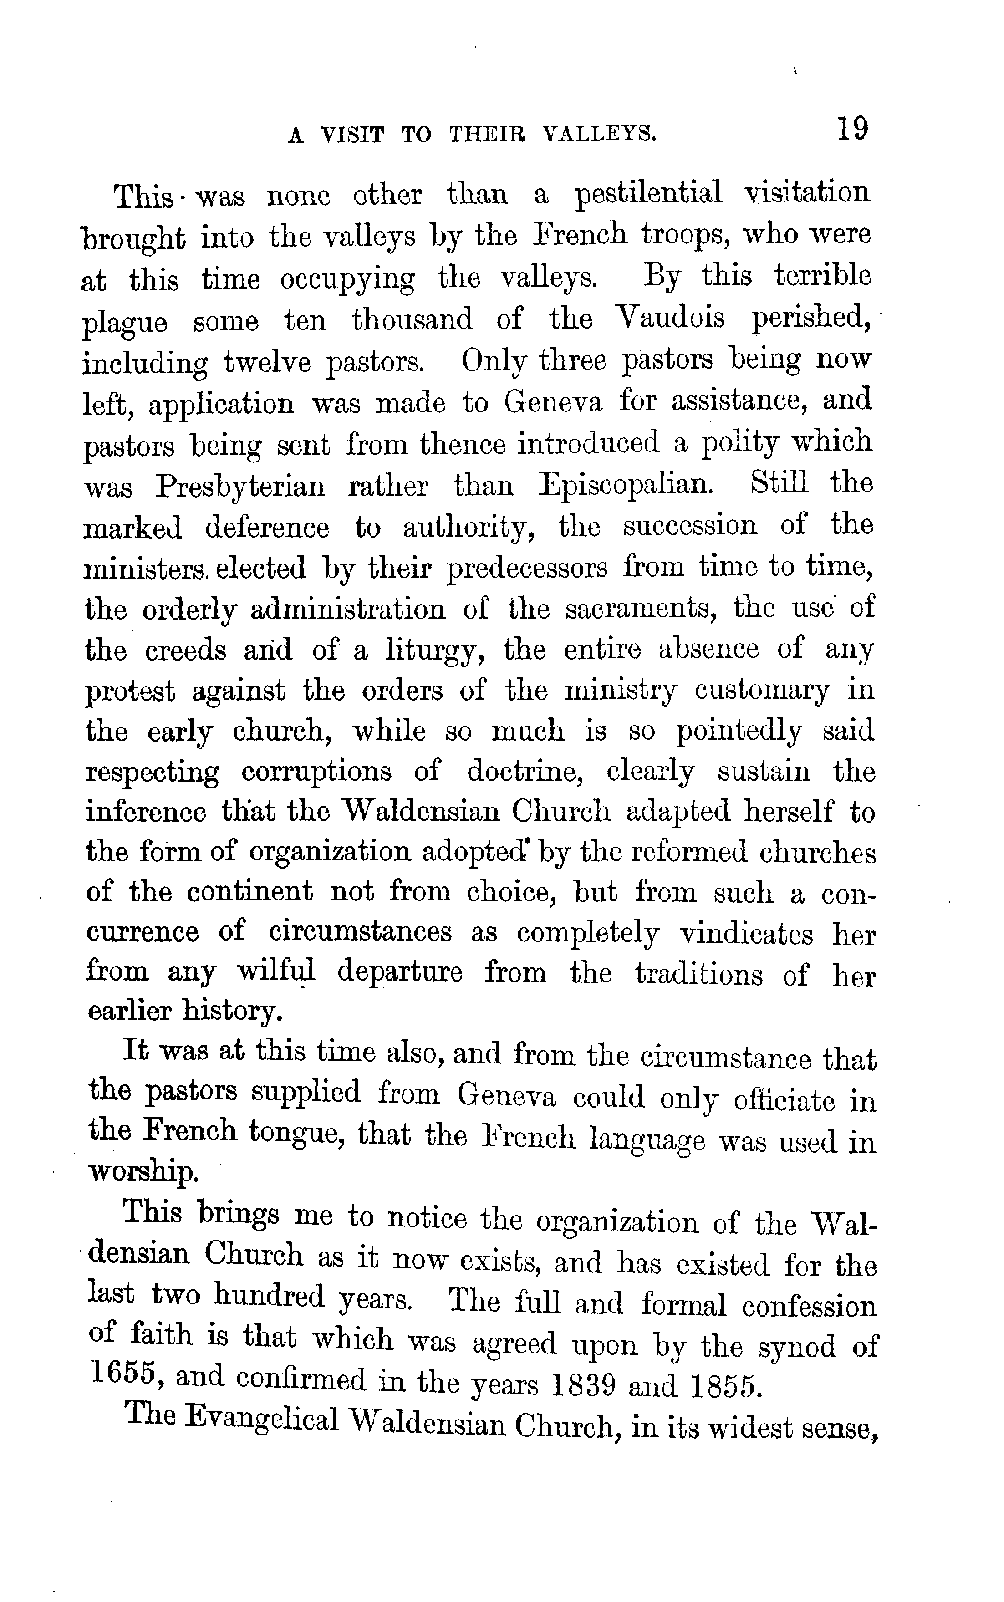 A VISIT TO THEIR VALLEYS. 19
This was none other than a pestilential visitation
brought into the valleys by the French troops, who were
at this time occupying the valleys. By this terrible
plague some ten thousand of the Vaudois perished,
including twelve pastors. Only three pastors being now
left, application was made to Geneva for assistance, and
pastors being sent from thence introduced a polity which
was Presbyterian rather than Episcopalian. Still the
marked deference to authority, the succession of the
ministers elected by their predecessors from time to time,
the orderly administration of the sacraments, the use of
the creeds and of a liturgy, the entire absence of any
protest against the orders of the ministry customary in
the early church, while so much is so pointedly said
respecting corruptions of doctrine, clearly sustain the
inference that the Waldensian Church adapted herself to
the form of organization adopted by the reformed churches
of the continent not from choice, but from such a con-
currence of circumstances as completely vindicates her
from any wilful departure from the traditions of her
earlier history.
It was at this time also, and from the circumstance that
the pastors supplied from Geneva could only officiate in
the French tongue, that the French language was used in
worship.
This brings me to notice the organization of the Wal-
densian Church as it now exists, and has existed for the
last two hundred years. The full and formal confession
of faith is that which was agreed upon by the synod of
1655, and confirmed in the years 1839 and 1855.
The Evangelical Waldensian Church, in its widest sense,